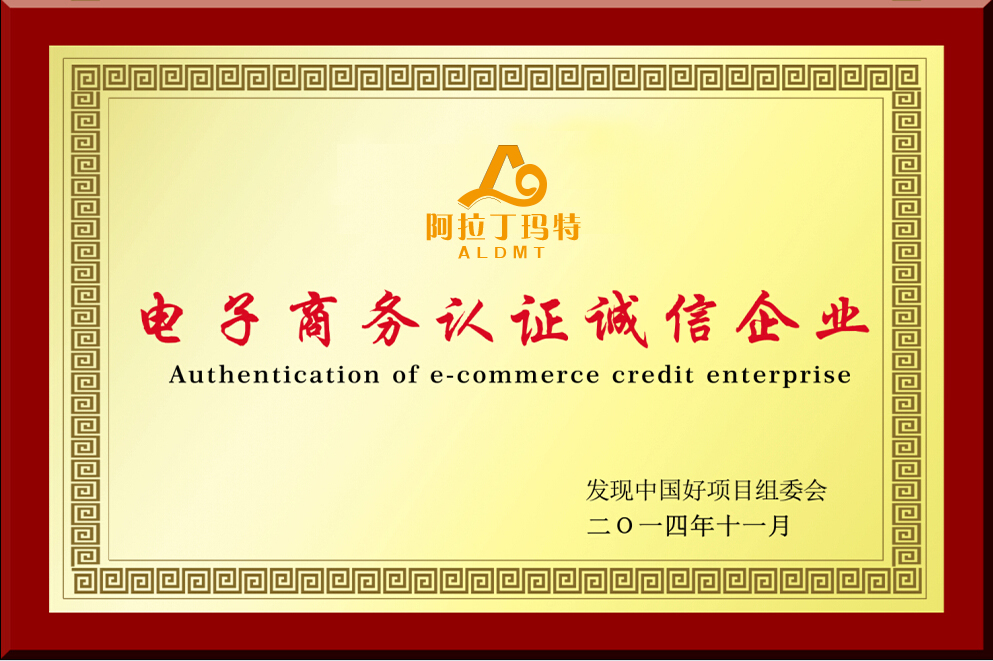 阿拉丁玛特
ALDMT
电子商务认证诚信企业
Authentication of e-commerce credit enterprise
发现中国好项目组委会
二O一四年十一月